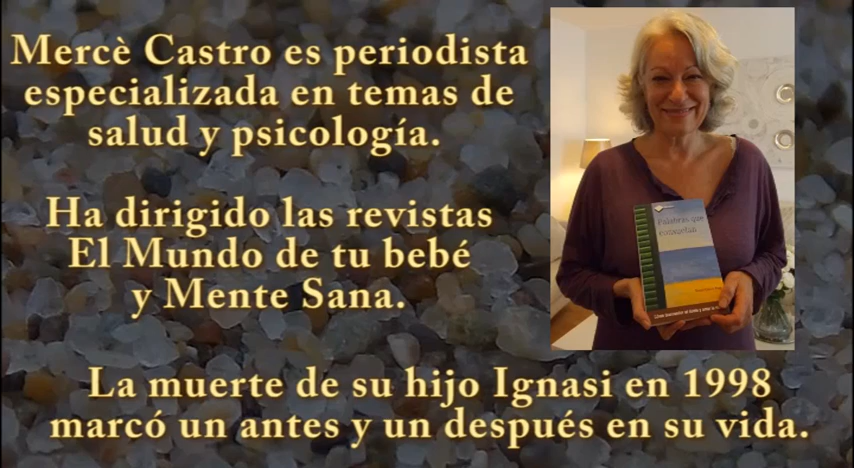 Mercè Castro es periodista
especializada en temas de
salud y psicología.
Ha dirigido las revistas
El Mundo de tu bebé
y Mente Sana.
Palabras que
consuelan
La muerte de su hijo Ignasi en 1998
marcó un antes y un después en su vida.